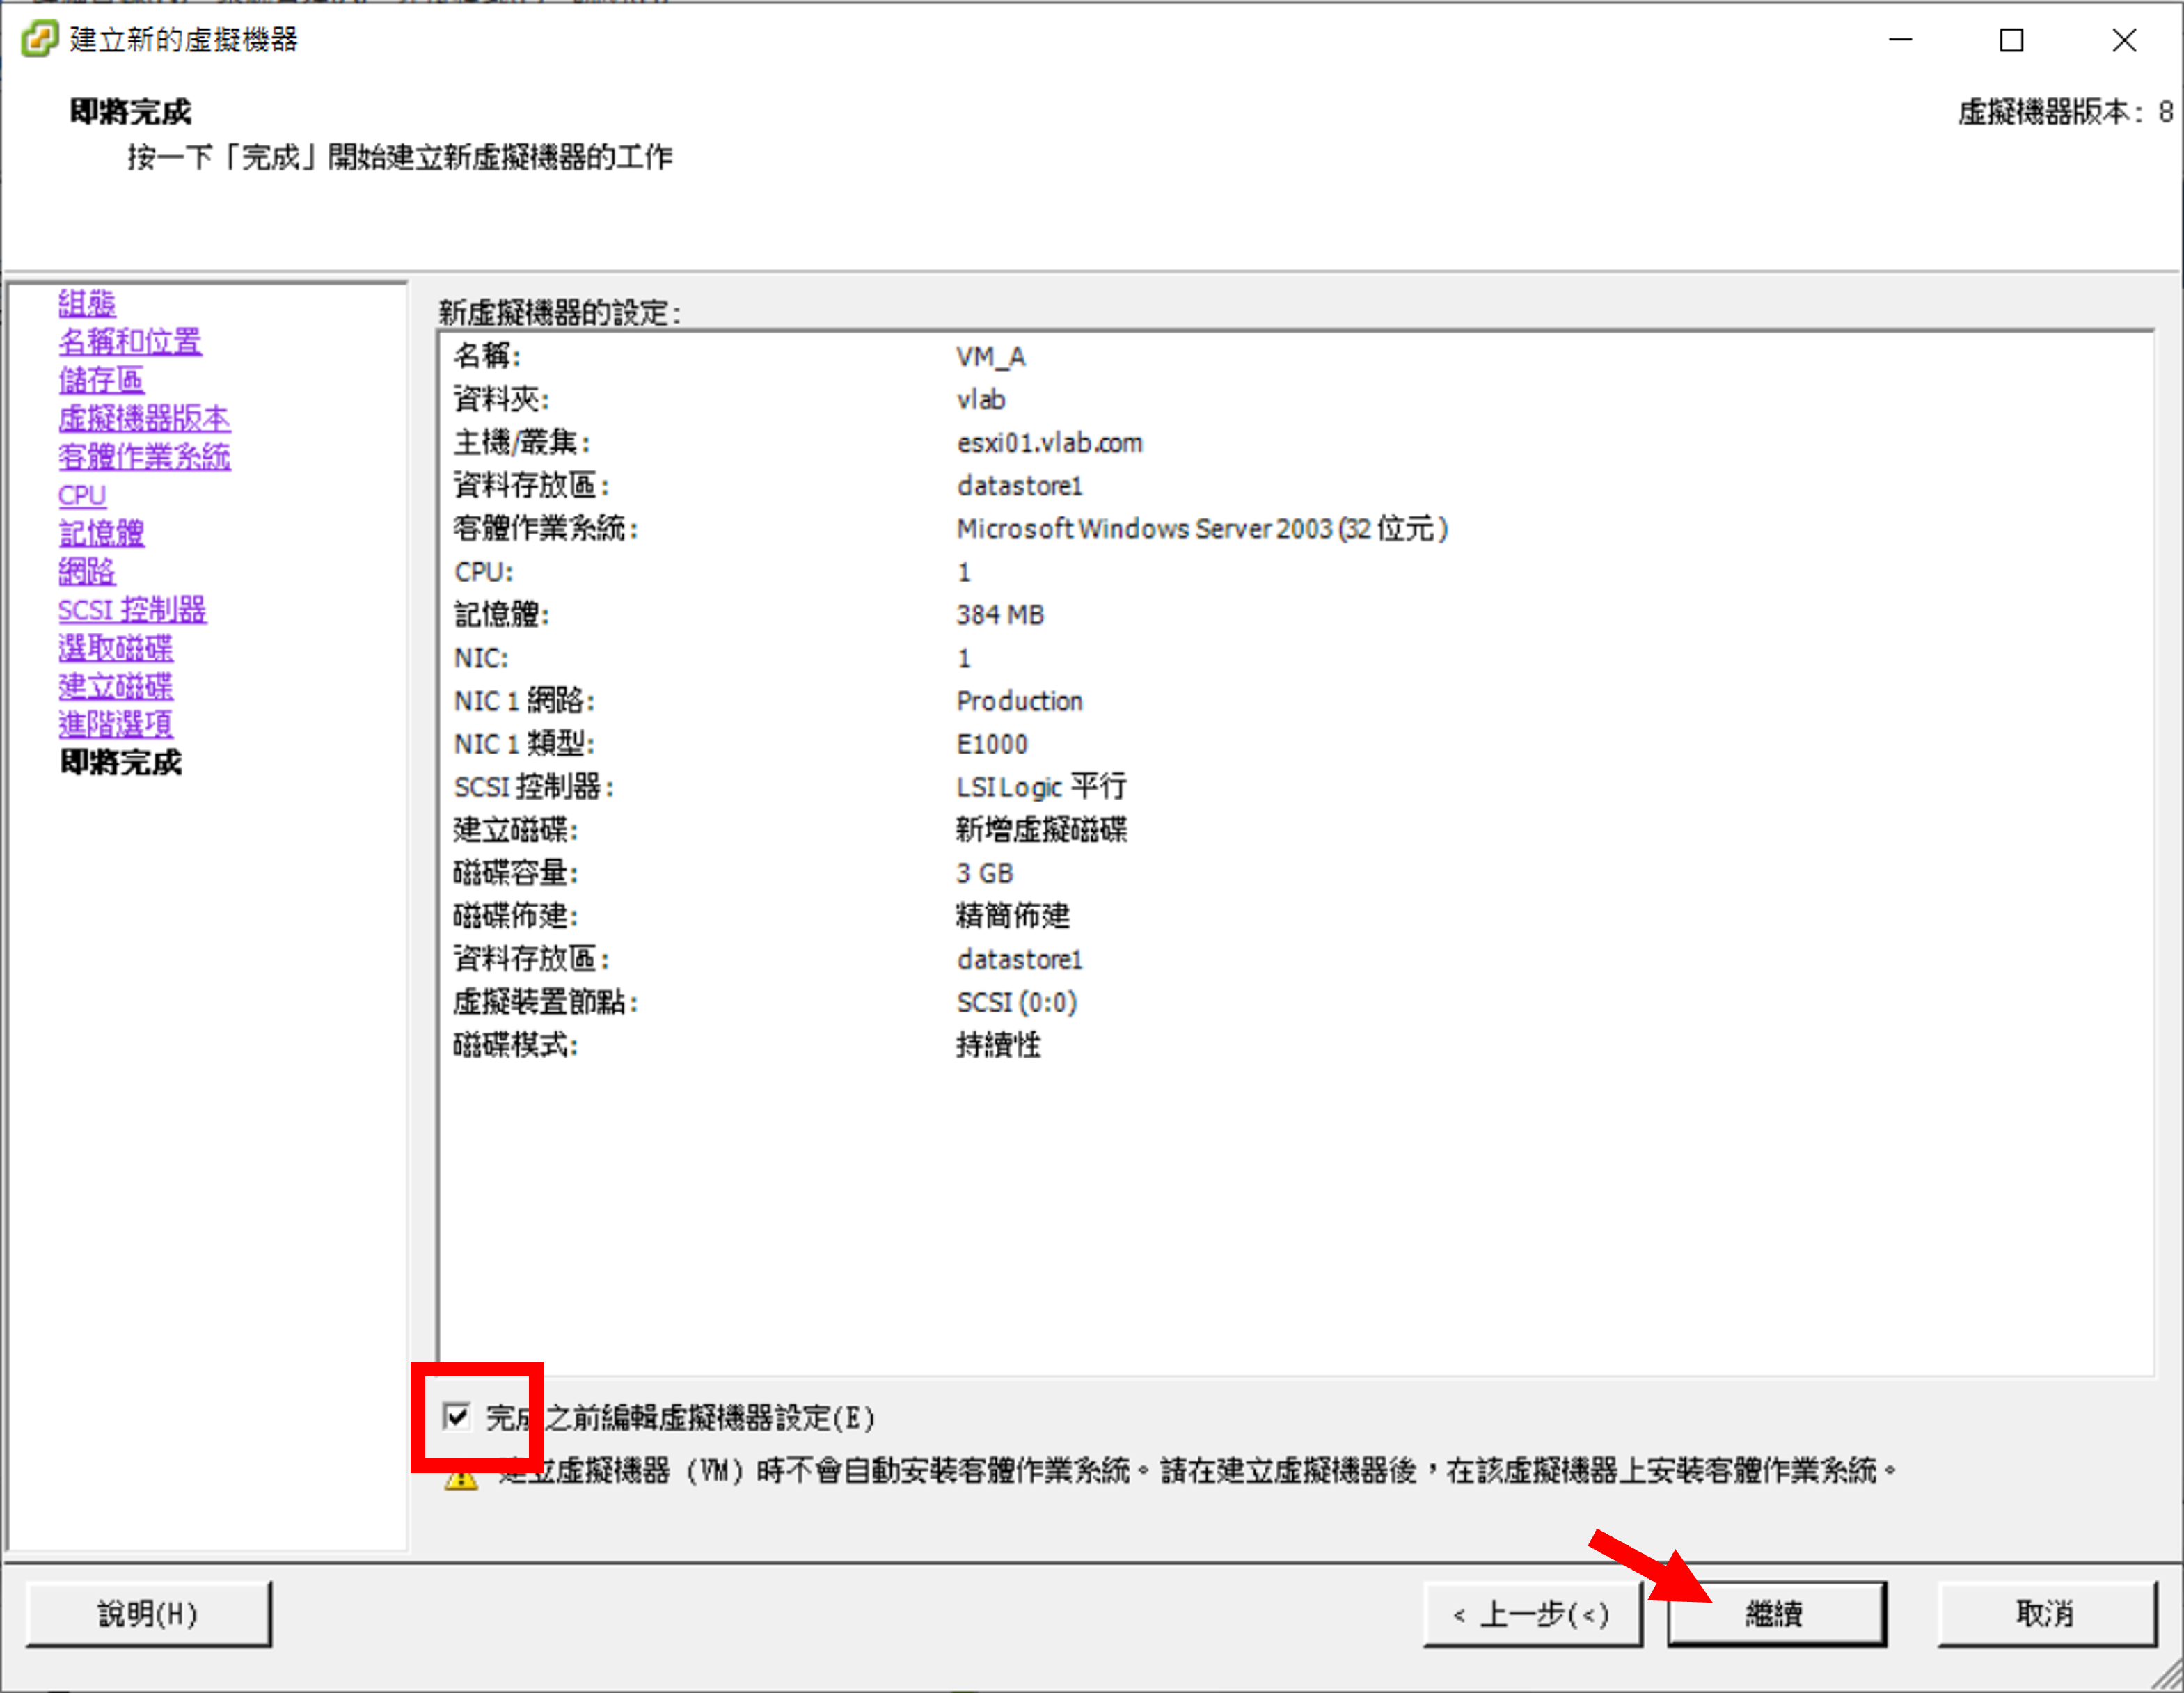 建立新的虛擬機器
即將完成
虛擬機器版本: 8
按一下「完成」開始建立新虛擬機器的工作
組態
名稱和位置
儲存區
虛擬機器版本
客體作業系統
CPU
記憶體
網路
SCSI 控制器
選取磁碟
建立磁碟
進階選項
即將完成
新虛擬機器的設定:
名稱: VM_A
資料夾: vlab
主機/叢集: esxi01.vlab.com
資料存放區: datastore1
客體作業系統: Microsoft Windows Server 2003 (32 位元)
CPU: 1
記憶體: 384 MB
NIC: 1
NIC 1 網路: Production
NIC 1 類型: E1000
SCSI 控制器: LSI Logic 平行
建立磁碟: 新增虛擬磁碟
磁碟容量: 3 GB
磁碟佈建: 精簡佈建
資料存放區: datastore1
虛擬裝置節點: SCSI (0:0)
磁碟模式: 持續性
完成之前編輯虛擬機器設定(E)
建立虛擬機器 (VM) 時不會自動安裝客體作業系統。請在建立虛擬機器後，在該虛擬機器上安裝客體作業系統。
說明(H)
< 上一步(<)
繼續
取消